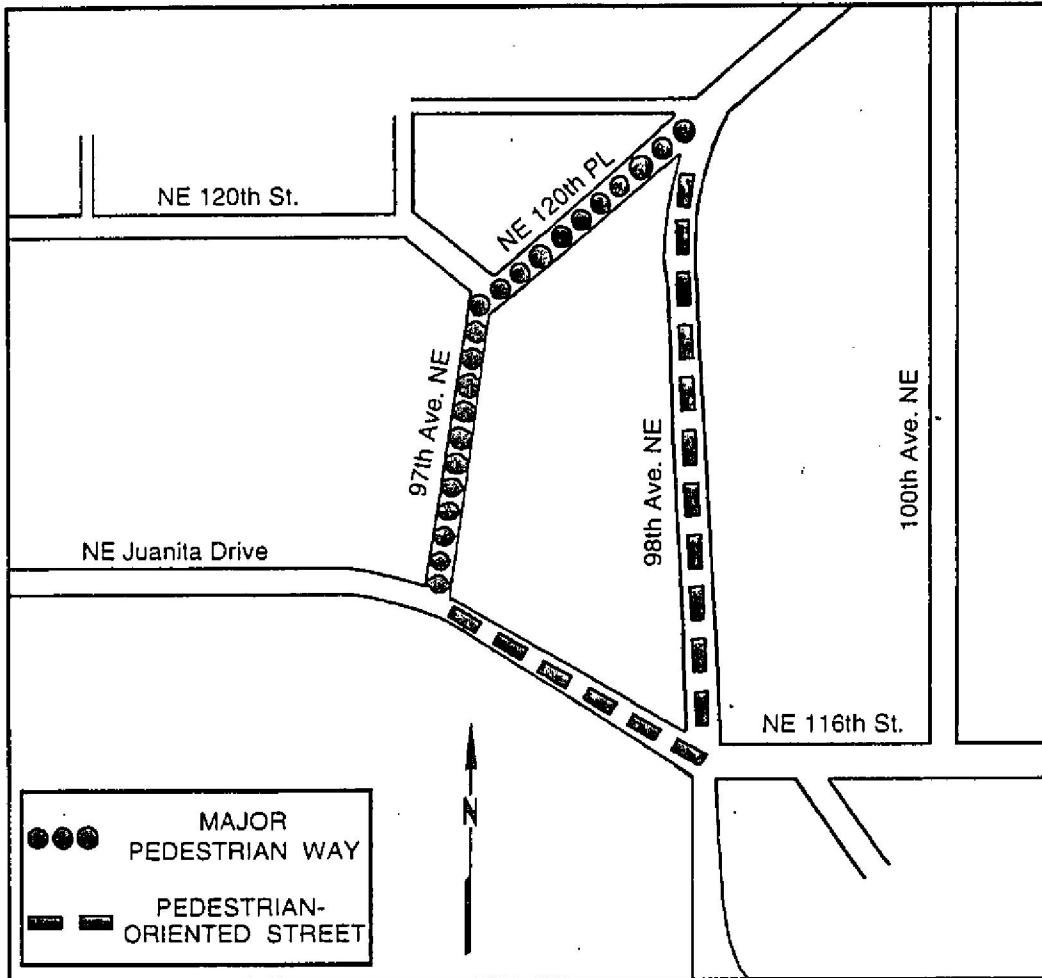 NE 120th St.
NE 120th PL
97th Ave. NE
98th Ave. NE
100th Ave. NE
NE Juanita Drive
NE 116th St.
N
MAJOR
PEDESTRIAN WAY
PEDESTRIAN-
ORIENTED STREET